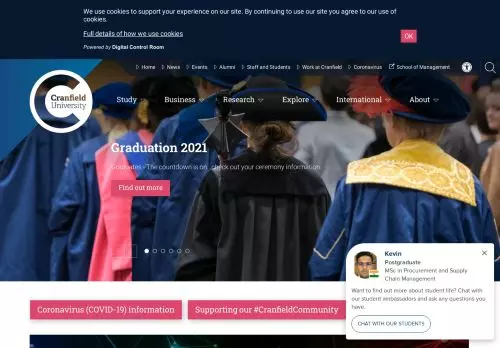 We use cookies to support your experience on our site. By continuing to use our site you agree to our use of
cookies.
Full details of how we use cookies
OK
Powered by Digital Control Room
Home
News
Events
Alumni
Staff and Students
Work at Cranfield
Coronavirus
School of Management
Cranfield
University
Study
Business
Research
Explore
International
About
Graduation 2021
Graduates - The countdown is on, check out your ceremony information.
Find out more
Kevin
Postgraduate
MSc in Procurement and Supply
Chain Management
Want to find out more about student life? Chat with
our student ambassadors and ask any questions you
have.
CHAT WITH OUR STUDENTS
Coronavirus (COVID-19) information
Supporting our #CranfieldCommunity